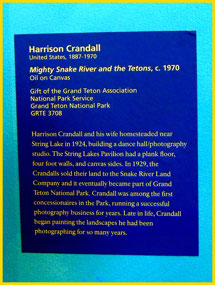 Harrison Crandall
United States, 1887-1970
Mighty Snake River and the Tetons, c. 1970
Oil on Canvas
Gift of the Grand Teton Association
National Park Service
Grand Teton National Park
GRTE 3708
Harrison Crandall and his wife homesteaded near
String Lake in 1924, building a dance hall/photography
studio. The String Lakes Pavilion had a plank floor,
four foot walls, and canvas sides. In 1929, the
Crandalls sold their land to the Snake River Land
Company and it eventually became part of Grand
Teton National Park. Crandall was among the first
concessionaires in the Park, running a successful
photography business for years. Late in life, Crandall
began painting the landscapes he had been
photographing for so many years.